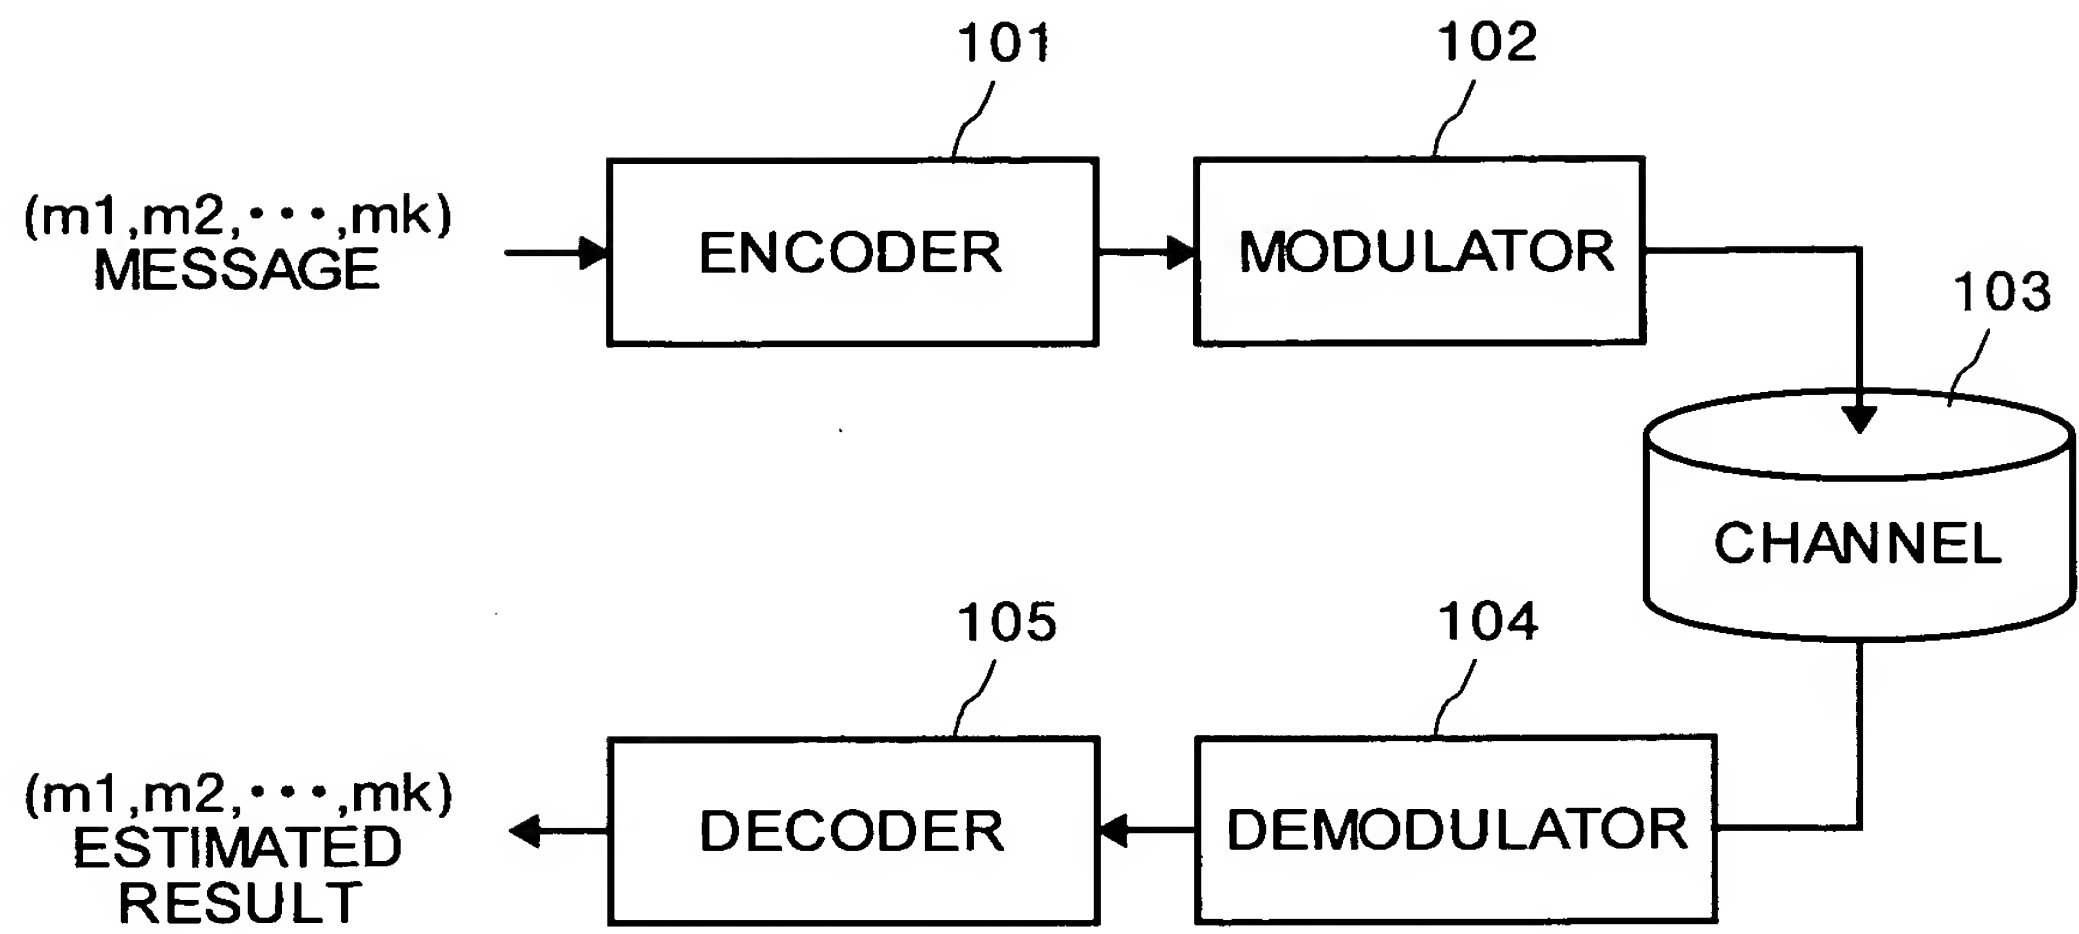 101
102
(m1,m2,･･･,mk)
MESSAGE
ENCODER
MODULATOR
103
CHANNEL
105
104
(m1,m2,･･･,mk)
ESTIMATED
RESULT
DECODER
DEMODULATOR